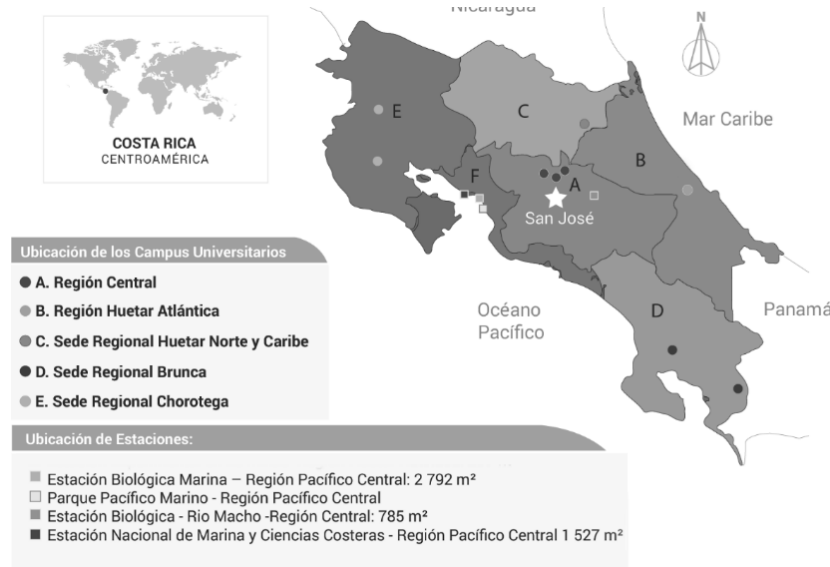 Nicaragua
N
COSTA RICA
CENTROAMÉRICA
E
C
Mar Caribe
B
F
A
San José
Ubicación de los Campus Universitarios
A. Región Central
B. Región Huetar Atlántica
C. Sede Regional Huetar Norte y Caribe
D. Sede Regional Brunca
E. Sede Regional Chorotega
Océano
Pacífico
D
Panamá
Ubicación de Estaciones:
Estación Biológica Marina – Región Pacífico Central: 2 792 m²
Parque Pacífico Marino - Región Pacífico Central
Estación Biológica - Rio Macho -Región Central: 785 m²
Estación Nacional de Marina y Ciencias Costeras - Región Pacífico Central 1 527 m²